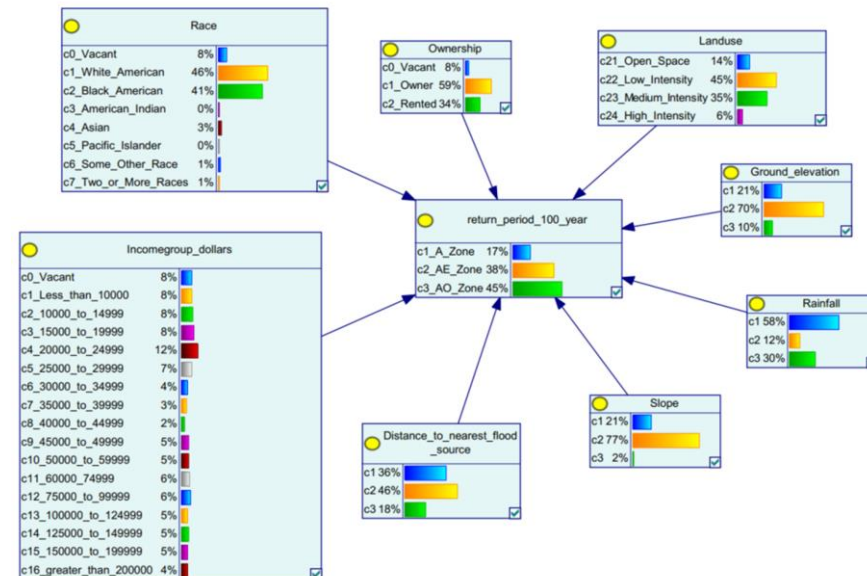 Race
c0_Vacant 8%
c1_White_American 46%
c2_Black_American 41%
c3_American_Indian 0%
c4_Asian 3%
c5_Pacific_Islander 0%
c6_Some_Other_Race 1%
c7_Two_or_More_Races 1%
Ownership
c0_Vacant 8%
c1_Owner 59%
c2_Rented 34%
Landuse
c21_Open_Space 14%
c22_Low_Intensity 45%
c23_Medium_Intensity 35%
c24_High_Intensity 6%
Ground_elevation
c1 21%
c2 70%
c3 10%
return_period_100_year
c1_A_Zone 17%
c2_AE_Zone 38%
c3_AO_Zone 45%
Incomegroup_dollars
c0_Vacant 8%
c1_Less_than_10000 8%
c2_10000_to_14999 8%
c3_15000_to_19999 8%
c4_20000_to_24999 12%
c5_25000_to_29999 7%
c6_30000_to_34999 4%
c7_35000_to_39999 3%
c8_40000_to_44999 2%
c9_45000_to_49999 5%
c10_50000_to_59999 5%
c11_60000_74999 6%
c12_75000_to_99999 6%
c13_100000_to_124999 5%
c14_125000_to_149999 5%
c15_150000_to_199999 5%
c16_greater_than_200000 4%
Rainfall
c1 58%
c2 12%
c3 30%
Slope
c1 21%
c2 77%
c3 2%
Distance_to_nearest_flood
_source
c1 36%
c2 46%
c3 18%